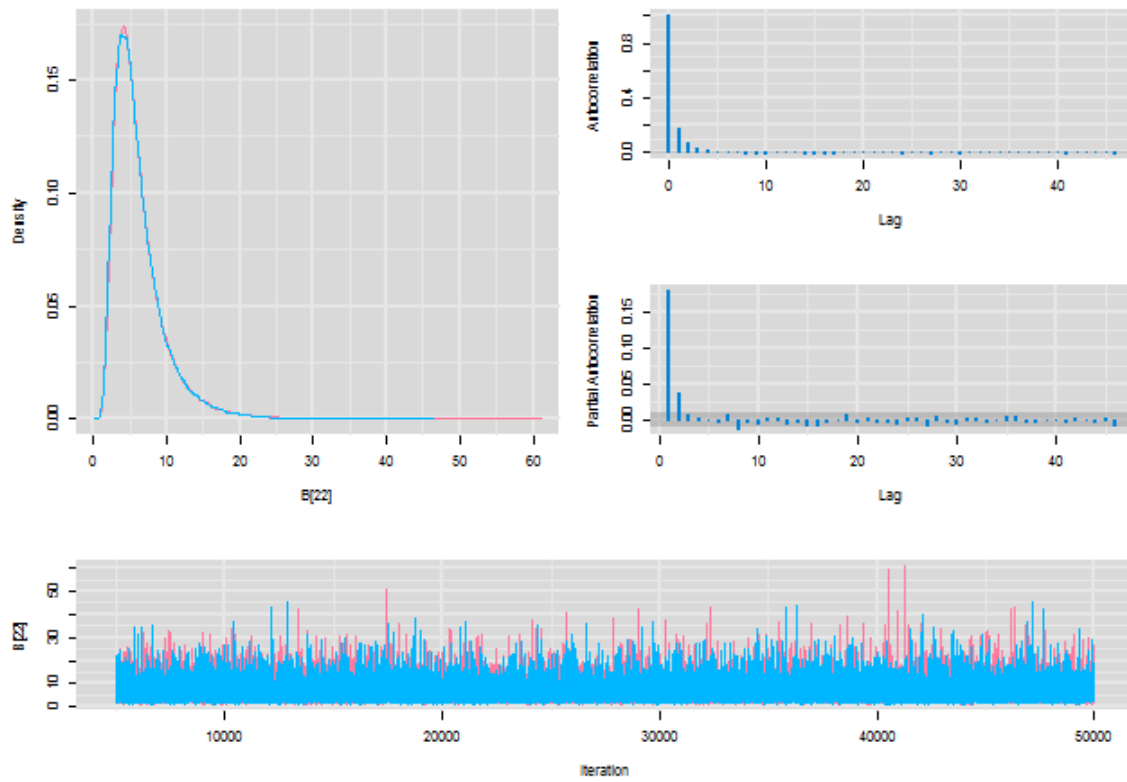 Density
0.00
0.05
0.10
0.15
0 10 20 30 40 50 60
B[22]
Autocorrelation
0.0
0.4
0.8
0 10 20 30 40
Lag
Partial Autocorrelation
0.00
0.05
0.10
0.15
0 10 20 30 40
Lag
B[22]
0
10
30
50
10000 20000 30000 40000 50000
Iteration